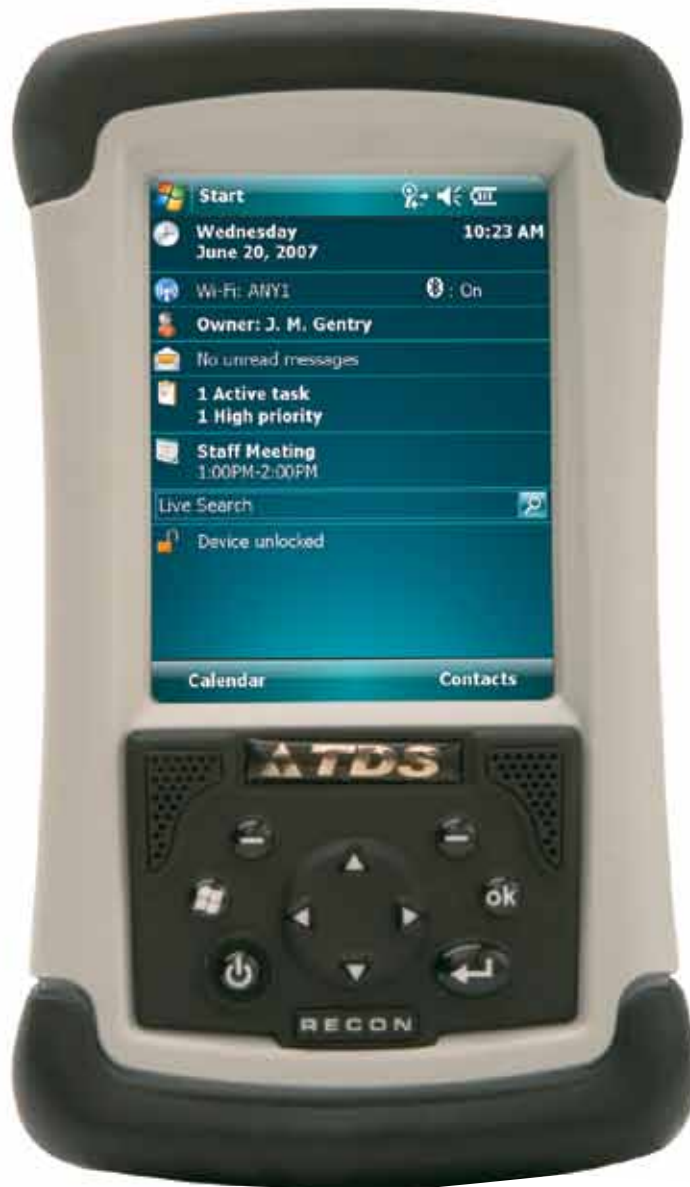 Start
Wednesday 10:23 AM
June 20, 2007
Wi-Fi: ANY1 : On
Owner: J. M. Gentry
No unread messages
1 Active task
1 High priority
Staff Meeting
1:00PM-2:00PM
Live Search
Device unlocked
Calendar Contacts
TDS
ok
RECON